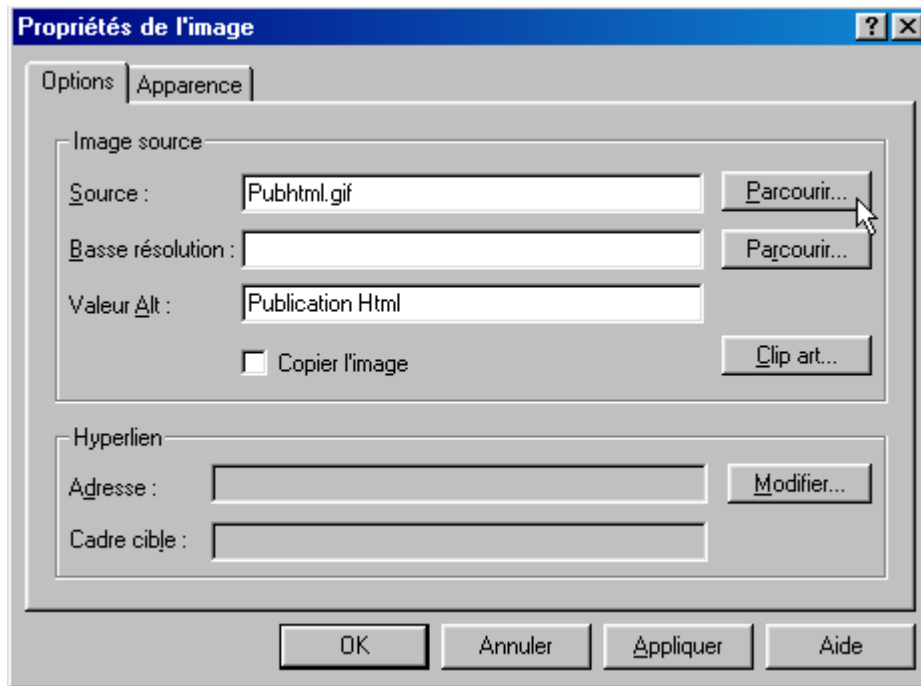 Propriétés de l'image
Options Apparence
Image source
Source : Pubhtml.gif Parcourir...
Basse résolution : Parcourir...
Valeur Alt : Publication Html
Copier l'image Clip art...
Hyperlien
Adresse : Modifier...
Cadre cible :
OK Annuler Appliquer Aide